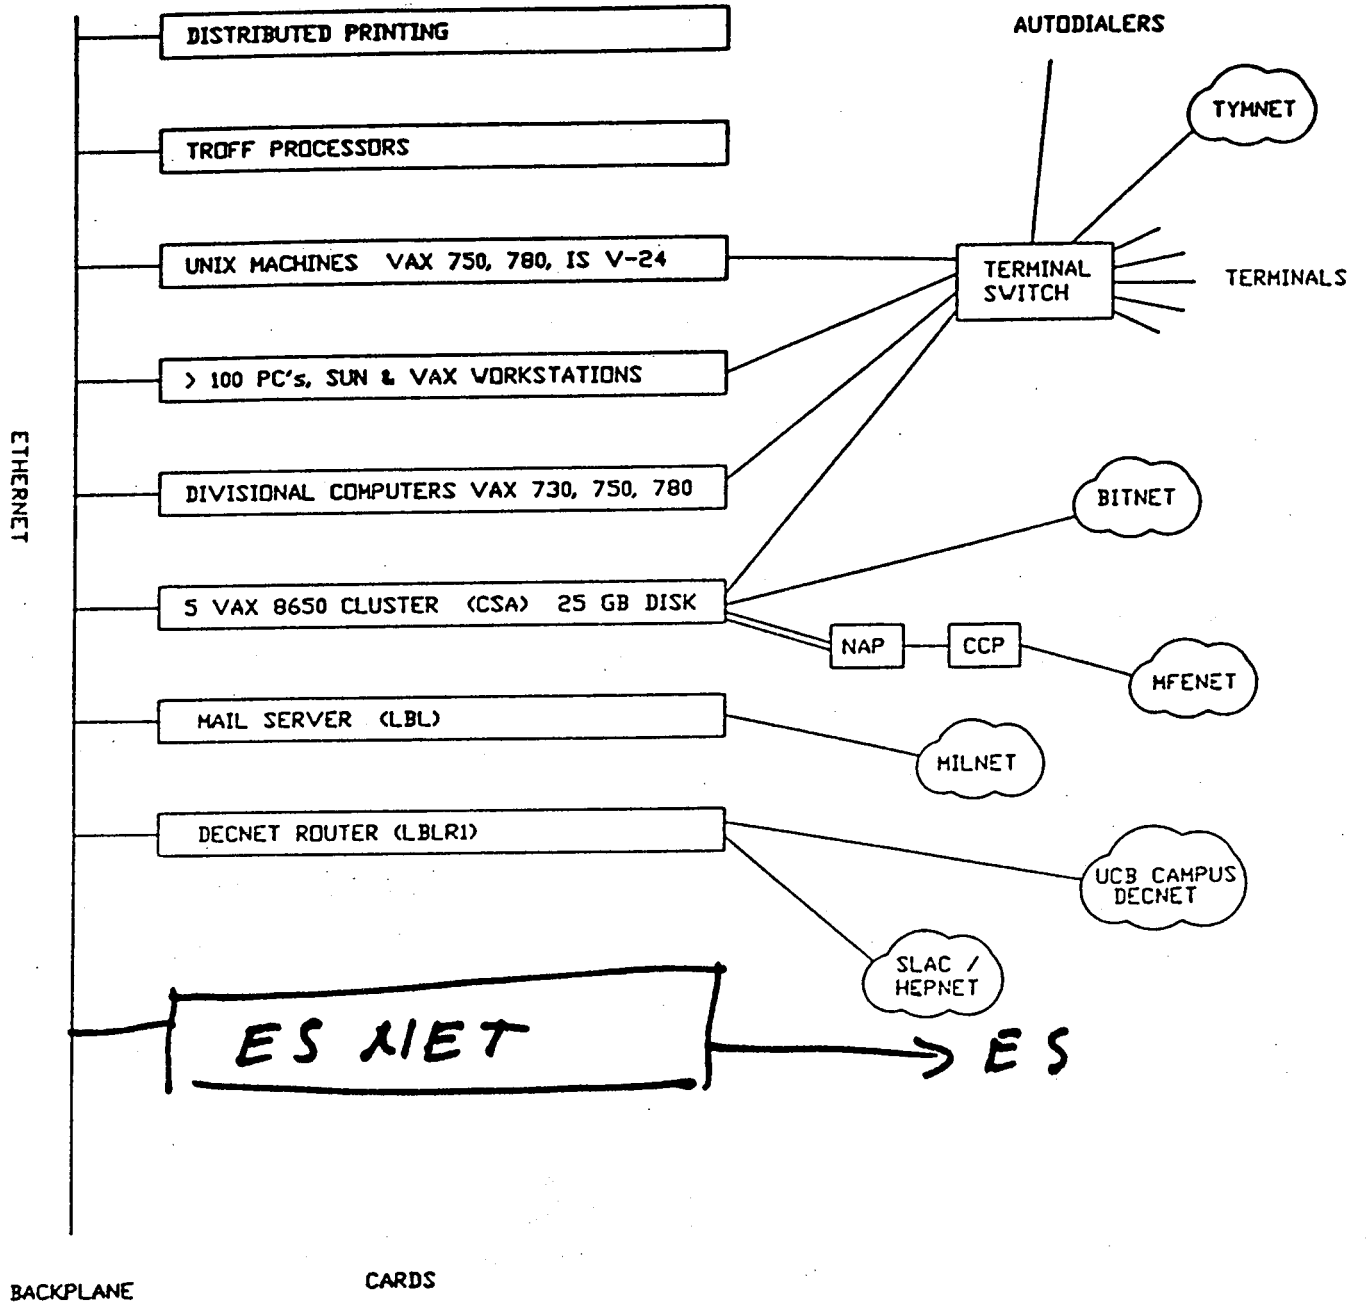 DISTRIBUTED PRINTING
AUTODIALERS
TYMNET
TROFF PROCESSORS
UNIX MACHINES VAX 750, 780, IS V-24
TERMINAL
SWITCH
TERMINALS
> 100 PC's, SUN & VAX WORKSTATIONS
ETHERNET
DIVISIONAL COMPUTERS VAX 730, 750, 780
BITNET
5 VAX 8650 CLUSTER (CSA) 25 GB DISK
NAP
CCP
MFENET
MAIL SERVER (LBL)
MILNET
DECNET ROUTER (LBLR1)
UCB CAMPUS
DECNET
SLAC /
HEPNET
ES NET
ES
BACKPLANE
CARDS